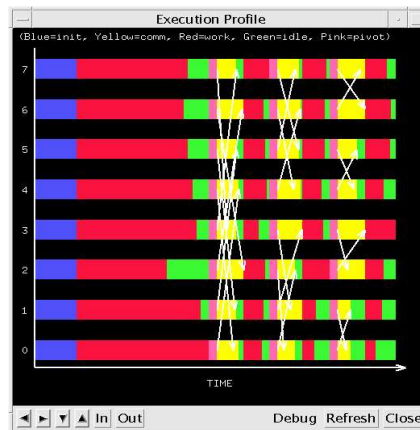 Execution Profile
(Blue=init, Yellow=comm, Red=work, Green=idle, Pink=pivot)
7
6
5
4
3
2
1
0
TIME
In Out Debug Refresh Close